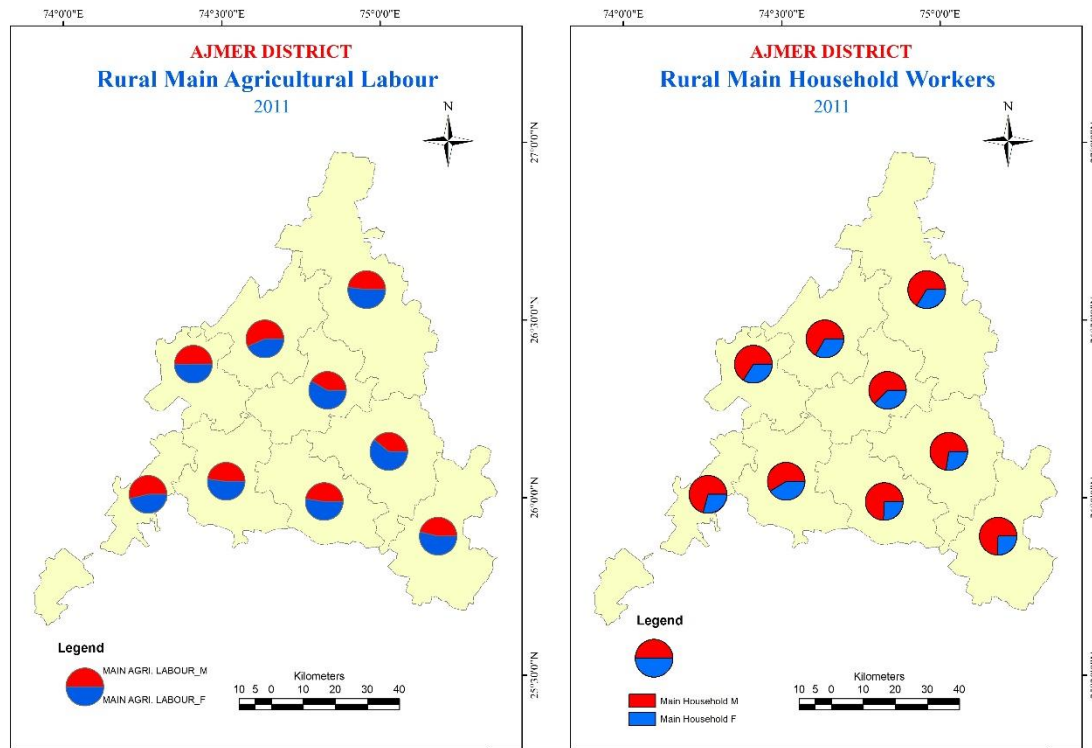 74°0'0"E
74°30'0"E
75°0'0"E
AJMER DISTRICT
Rural Main Agricultural Labour
2011
N
27°0'0"N
26°30'0"N
26°0'0"N
25°30'0"N
Legend
MAIN AGRI. LABOUR_M
MAIN AGRI. LABOUR_F
Kilometers
10 5 0 10 20 30 40
74°0'0"E
74°30'0"E
75°0'0"E
AJMER DISTRICT
Rural Main Household Workers
2011
N
Legend
Main Household M
Main Household F
Kilometers
10 5 0 10 20 30 40